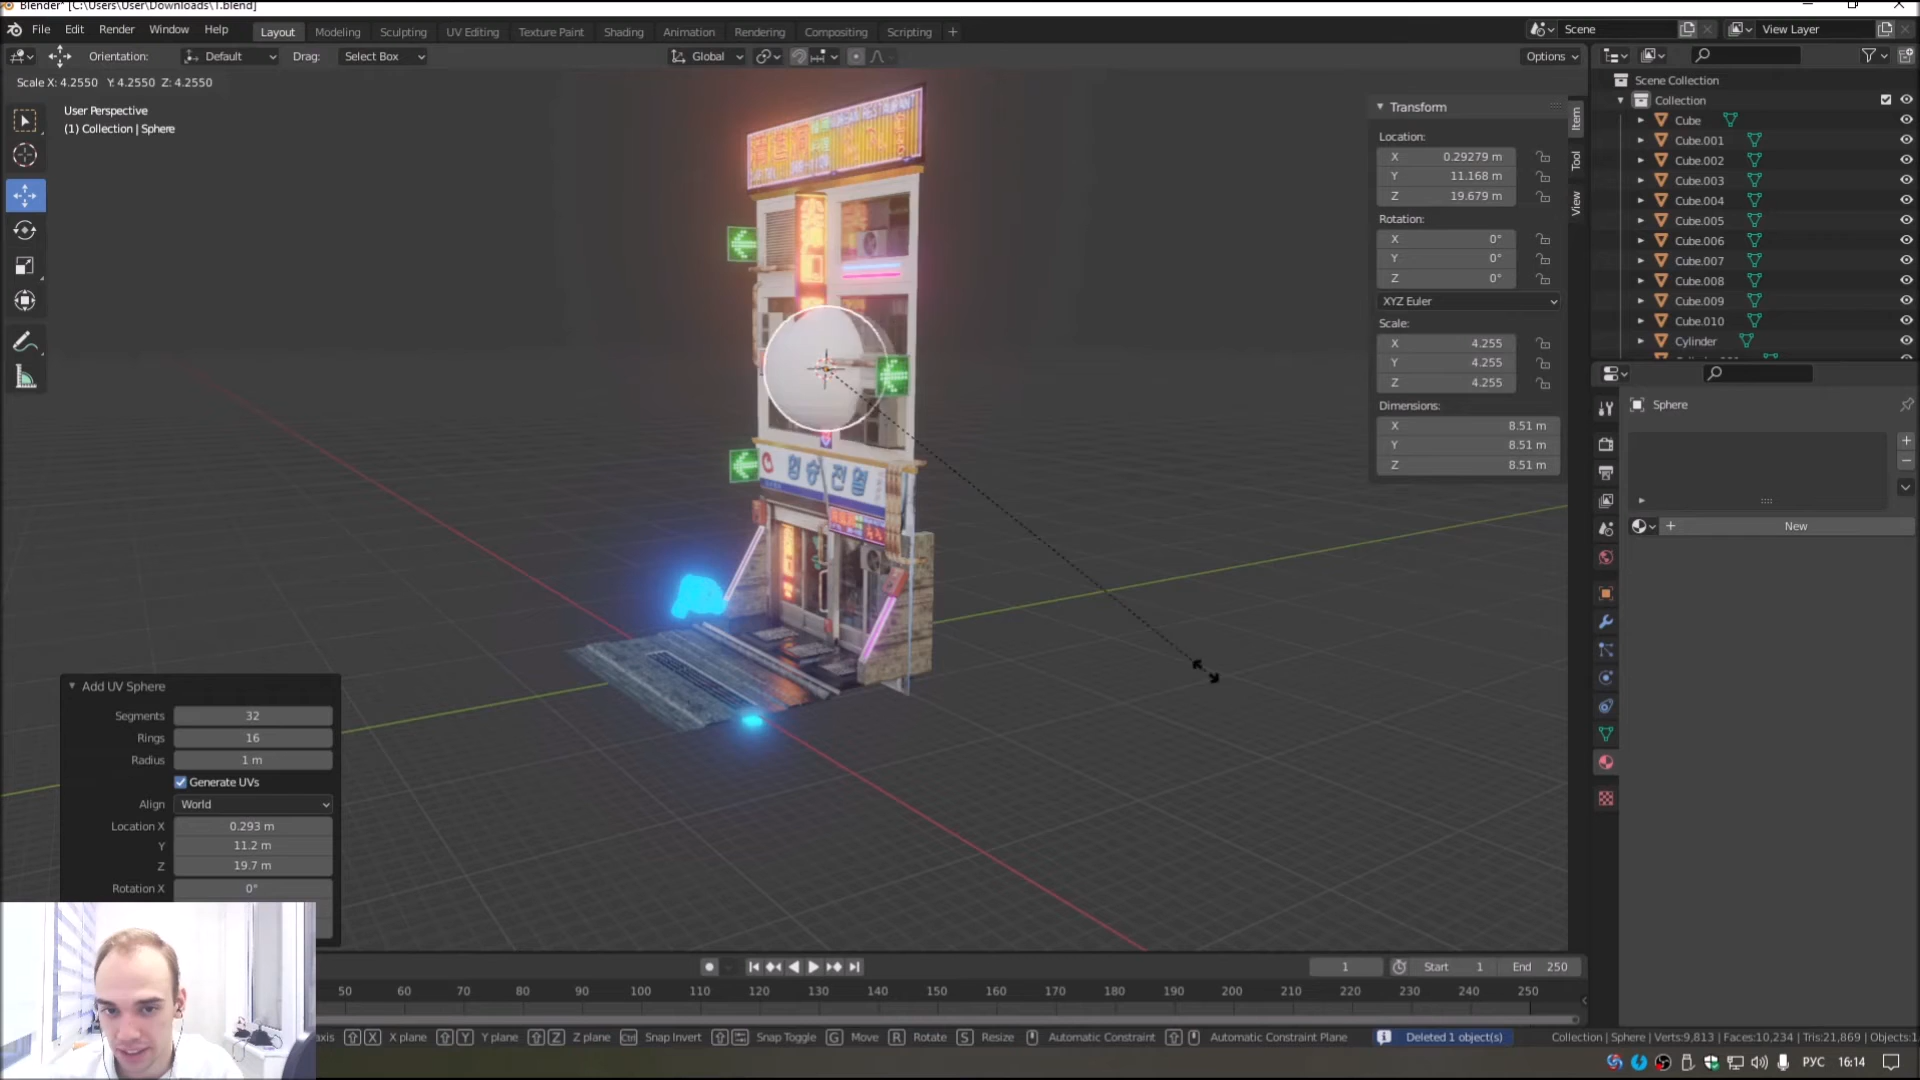 Blender* [C:\Users\User\Downloads\1.blend]
File Edit Render Window Help Layout Modeling Sculpting UV Editing Texture Paint Shading Animation Rendering Compositing Scripting + Scene View Layer
Orientation: Default Drag: Select Box Global Options
Scale X: 4.2550 Y: 4.2550 Z: 4.2550
User Perspective
(1) Collection | Sphere
Transform
Location:
X 0.29279 m
Y 11.168 m
Z 19.679 m
Rotation:
X 0°
Y 0°
Z 0°
XYZ Euler
Scale:
X 4.255
Y 4.255
Z 4.255
Dimensions:
X 8.51 m
Y 8.51 m
Z 8.51 m
Item
Tool
View
Scene Collection
Collection
Cube
Cube.001
Cube.002
Cube.003
Cube.004
Cube.005
Cube.006
Cube.007
Cube.008
Cube.009
Cube.010
Cylinder
Sphere
New
Add UV Sphere
Segments 32
Rings 16
Radius 1 m
Generate UVs
Align World
Location X 0.293 m
Y 11.2 m
Z 19.7 m
Rotation X 0°
1 Start 1 End 250
50 60 70 80 90 100 110 120 130 140 150 160 170 180 190 200 210 220 230 240 250
axis X X plane Y Y plane Z Z plane Ctrl Snap Invert Snap Toggle G Move R Rotate S Resize Automatic Constraint Automatic Constraint Plane Deleted 1 object(s) Collection | Sphere | Verts:9,813 | Faces:10,234 | Tris:21,869 | Objects:1
РУС 16:14